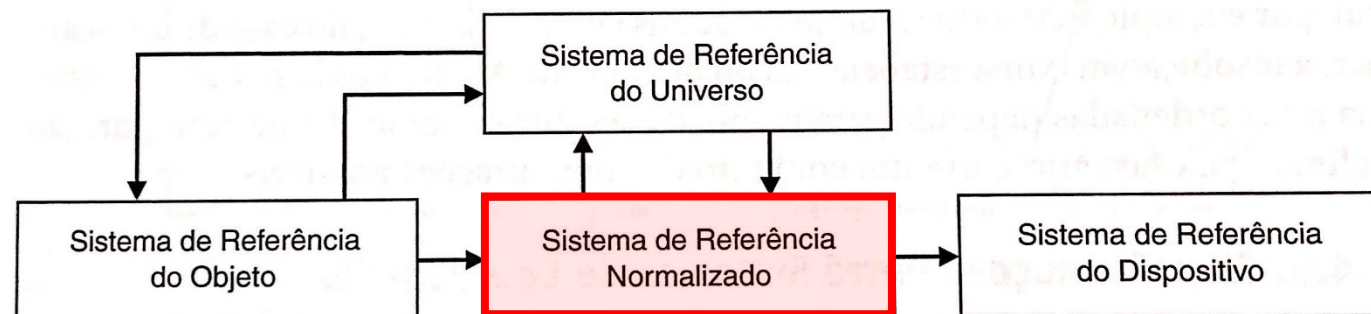 Sistema de Referência
do Universo
Sistema de Referência
do Objeto
Sistema de Referência
Normalizado
Sistema de Referência
do Dispositivo